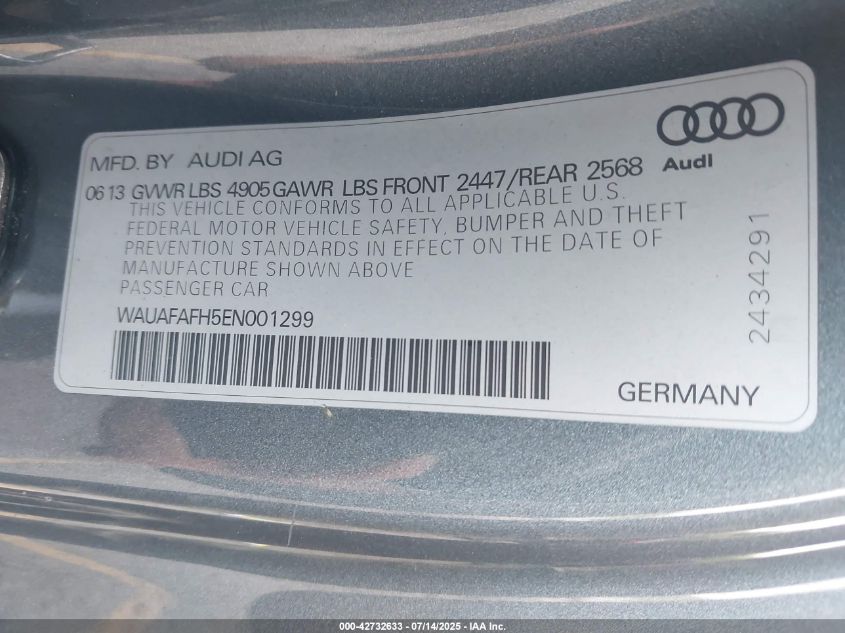 Audi
MFD. BY AUDI AG
06 13 GVWR LBS 4905 GAWR LBS FRONT 2447/REAR 2568
THIS VEHICLE CONFORMS TO ALL APPLICABLE U.S.
FEDERAL MOTOR VEHICLE SAFETY, BUMPER AND THEFT
PREVENTION STANDARDS IN EFFECT ON THE DATE OF
MANUFACTURE SHOWN ABOVE
PASSENGER CAR
WAUAFAFH5EN001299
GERMANY
2434291
000-42732633 - 07/14/2025 - IAA Inc.